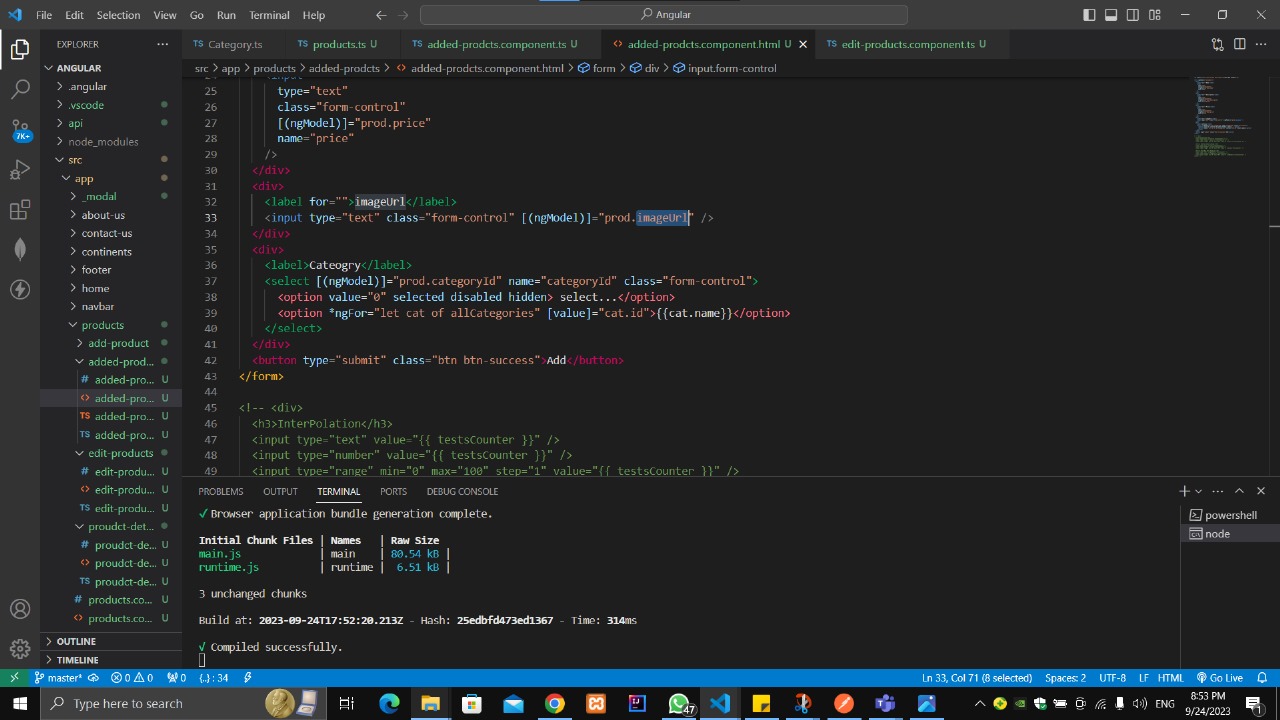 File Edit Selection View Go Run Terminal Help
Angular
EXPLORER
Category.ts
products.ts U
added-prodcts.component.ts U
added-prodcts.component.html U
edit-products.component.ts U
src > app > products > added-prodcts > added-prodcts.component.html > form > div > input.form-control
ANGULAR
.angular
.vscode
api
node_modules
src
app
_modal
about-us
contact-us
continents
footer
home
navbar
products
add-product
added-prod...
added-pro... U
added-pro... U
added-pro... U
added-pro... U
edit-products
edit-produ... U
edit-produ... U
edit-produ... U
proudct-det...
proudct-de... U
proudct-de... U
proudct-de... U
products.co... U
products.co... U
OUTLINE
TIMELINE
7K+
24 <input
25 type="text"
26 class="form-control"
27 [(ngModel)]="prod.price"
28 name="price"
29 />
30 </div>
31 <div>
32 <label for="">imageUrl</label>
33 <input type="text" class="form-control" [(ngModel)]="prod.imageUrl" />
34 </div>
35 <div>
36 <label>Cateogry</label>
37 <select [(ngModel)]="prod.categoryId" name="categoryId" class="form-control">
38 <option value="0" selected disabled hidden> select...</option>
39 <option *ngFor="let cat of allCategories" [value]="cat.id">{{cat.name}}</option>
40 </select>
41 </div>
42 <button type="submit" class="btn btn-success">Add</button>
43 </form>
44
45 <!-- <div>
46 <h3>InterPolation</h3>
47 <input type="text" value="{{ testsCounter }}" />
48 <input type="number" value="{{ testsCounter }}" />
49 <input type="range" min="0" max="100" step="1" value="{{ testsCounter }}" />
PROBLEMS OUTPUT TERMINAL PORTS DEBUG CONSOLE
√ Browser application bundle generation complete.
Initial Chunk Files | Names | Raw Size
main.js | main | 80.54 kB |
runtime.js | runtime | 6.51 kB |
3 unchanged chunks
Build at: 2023-09-24T17:52:20.213Z - Hash: 25edbfd473ed1367 - Time: 314ms
√ Compiled successfully.
powershell
node
master* 0 0 0 {..} : 34
Ln 33, Col 71 (8 selected) Spaces: 2 UTF-8 LF HTML Go Live
Type here to search
47
ENG
8:53 PM
9/24/2023
1